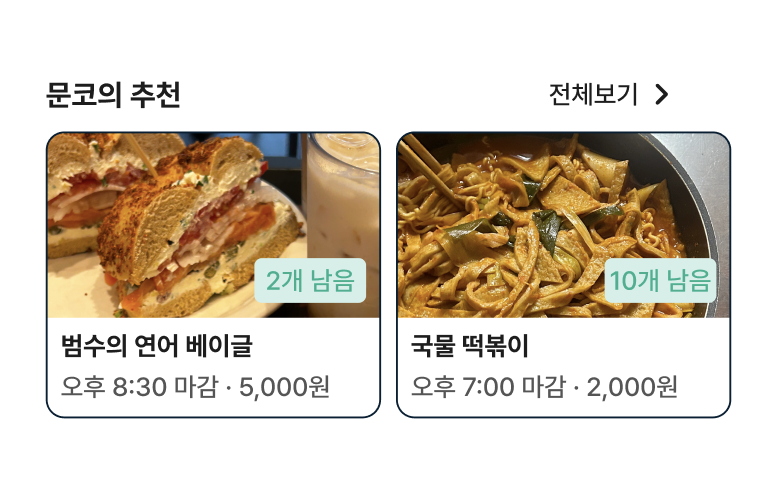 문코의 추천
전체보기
2개 남음
10개 남음
범수의 연어 베이글
오후 8:30 마감 · 5,000원
국물 떡볶이
오후 7:00 마감 · 2,000원